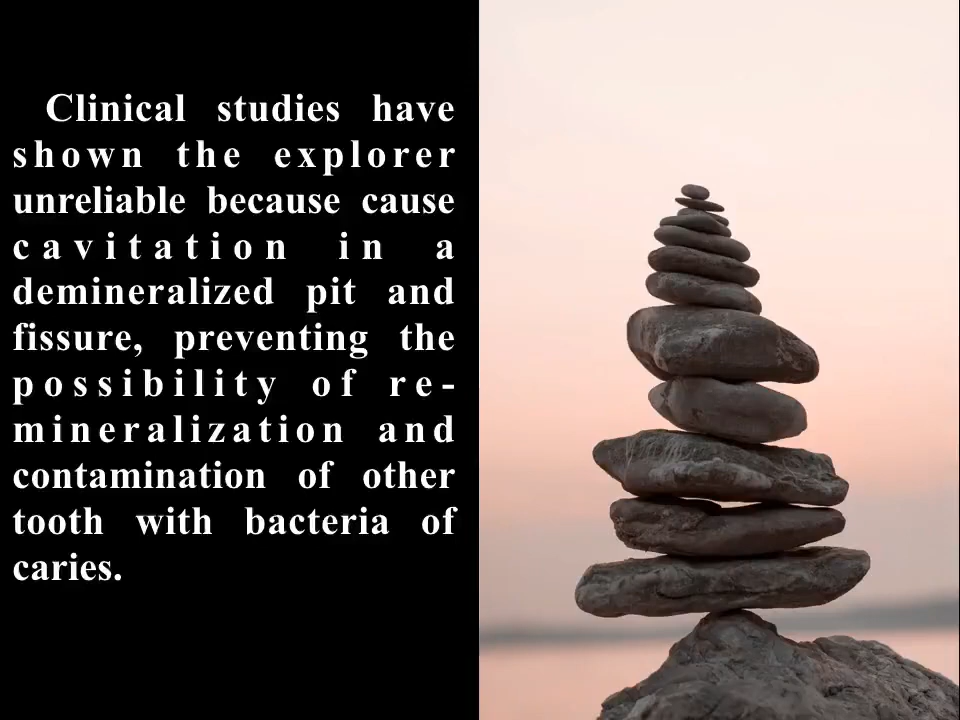 Clinical studies have
shown the explorer
unreliable because cause
cavitation in a
demineralized pit and
fissure, preventing the
possibility of re-
mineralization and
contamination of other
tooth with bacteria of
caries.